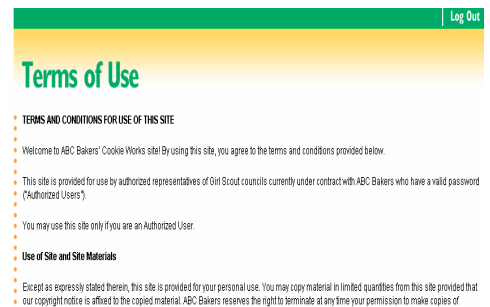 Log Out
Terms of Use
TERMS AND CONDITIONS FOR USE OF THIS SITE
Welcome to ABC Bakers' Cookie Works site! By using this site, you agree to the terms and conditions provided below.
This site is provided for use by authorized representatives of Girl Scout councils currently under contract with ABC Bakers who have a valid password
("Authorized Users").
You may use this site only if you are an Authorized User.
Use of Site and Site Materials
Except as expressly stated therein, this site is provided for your personal use. You may copy material in limited quantities from this site provided that
our copyright notice is affixed to the copied material. ABC Bakers reserves the right to terminate at any time your permission to make copies of